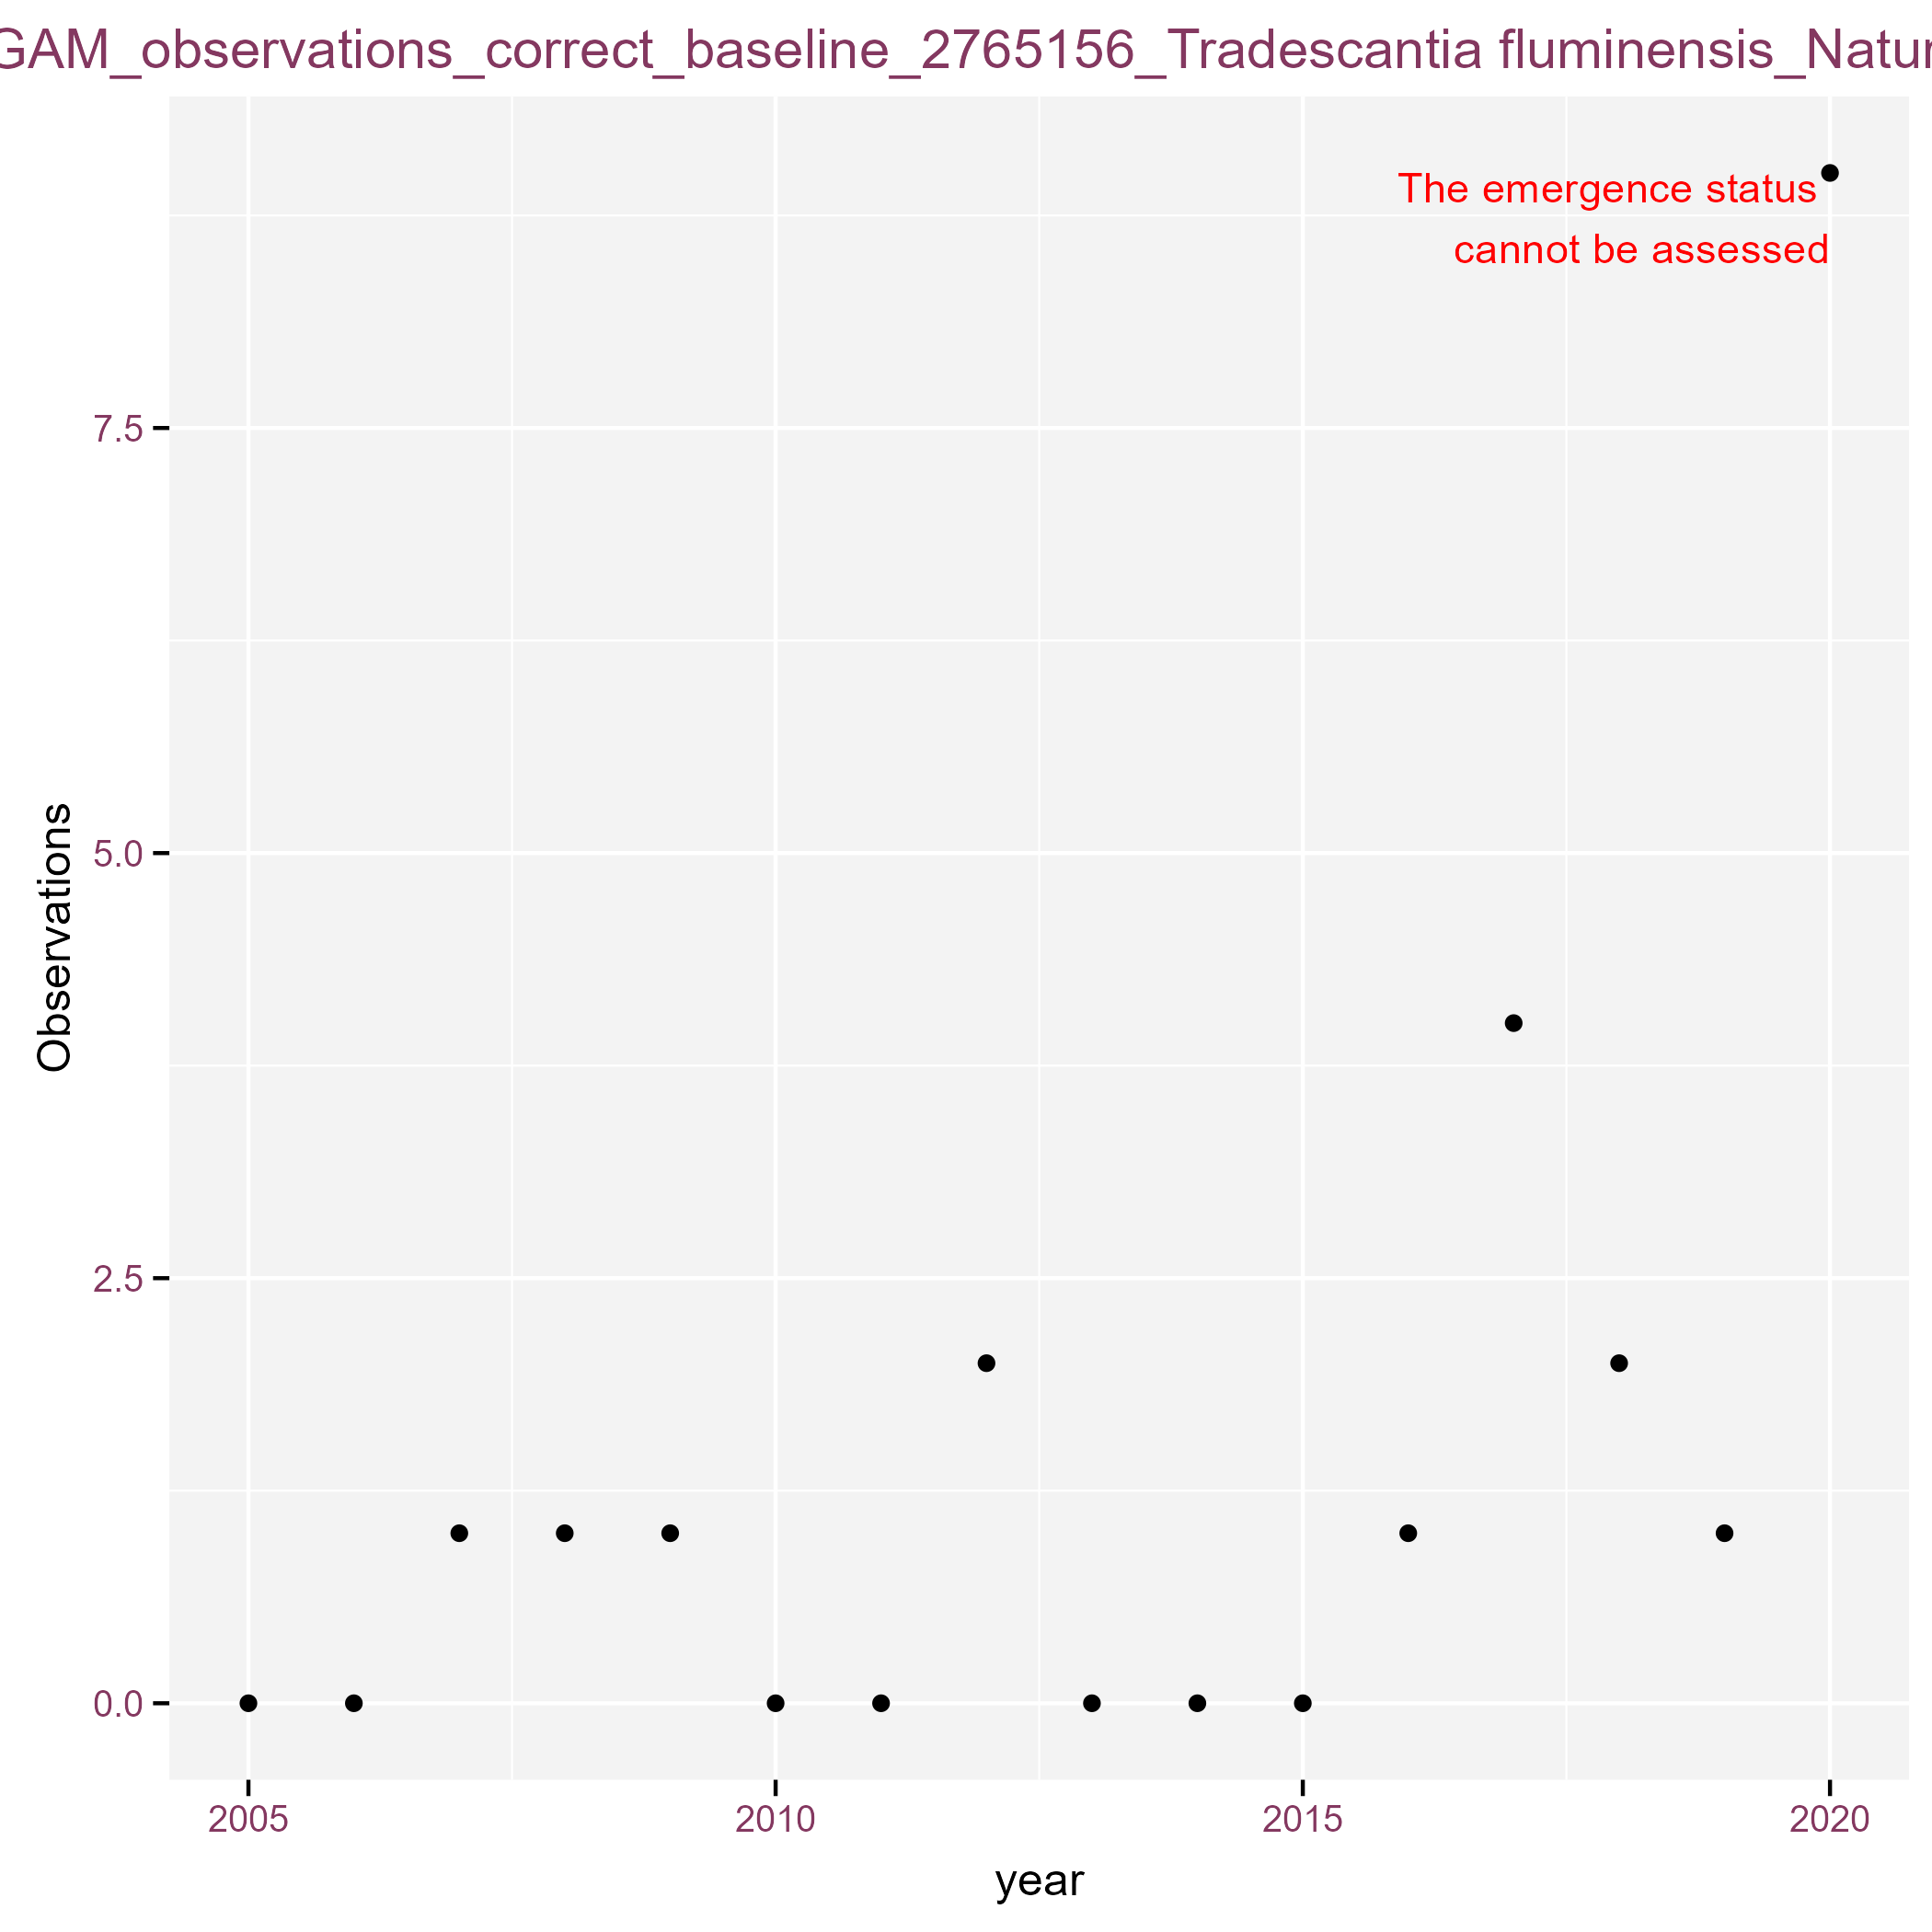 GAM_observations_correct_baseline_2765156_Tradescantia fluminensis_Natur
The emergence status
cannot be assessed
7.5
5.0
2.5
0.0
Observations
2005 2010 2015 2020
year